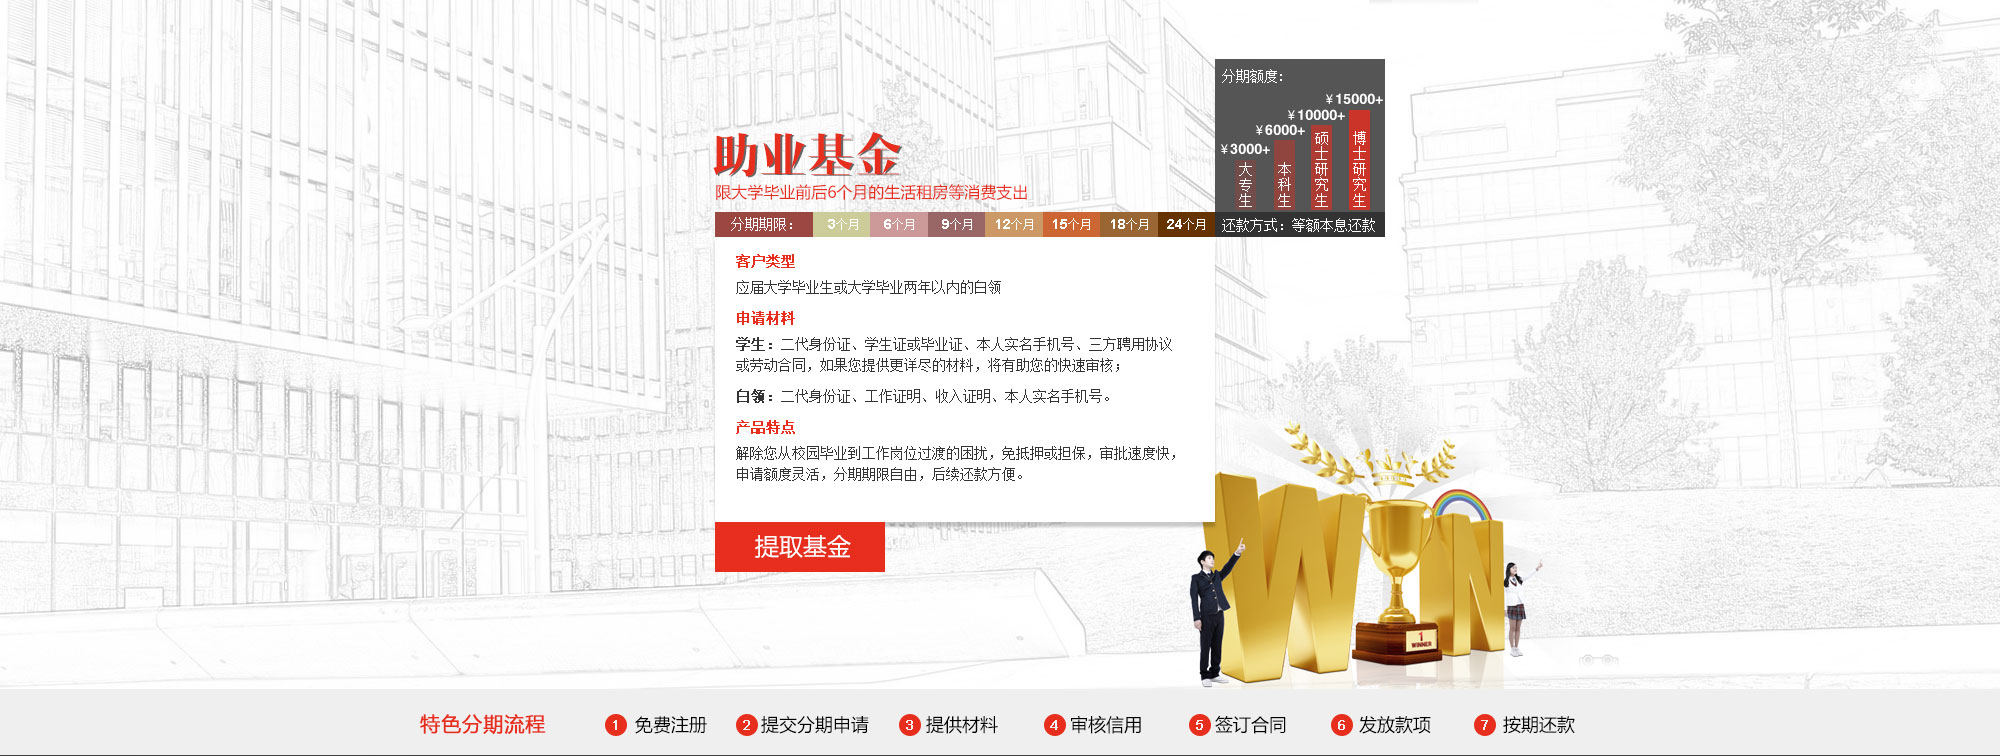 分期额度：
￥15000+
￥10000+
￥6000+
￥3000+
大专生
本科生
硕士研究生
博士研究生
还款方式：等额本息还款
助业基金
限大学毕业前后6个月的生活租房等消费支出
分期期限： 3个月 6个月 9个月 12个月 15个月 18个月 24个月
客户类型
应届大学毕业生或大学毕业两年以内的白领
申请材料
学生：二代身份证、学生证或毕业证、本人实名手机号、三方聘用协议
或劳动合同，如果您提供更详尽的材料，将有助您的快速审核；
白领：二代身份证、工作证明、收入证明、本人实名手机号。
产品特点
解除您从校园毕业到工作岗位过渡的困扰，免抵押或担保，审批速度快，
申请额度灵活，分期期限自由，后续还款方便。
提取基金
WIN
1
WINNER
特色分期流程 1 免费注册 2 提交分期申请 3 提供材料 4 审核信用 5 签订合同 6 发放款项 7 按期还款